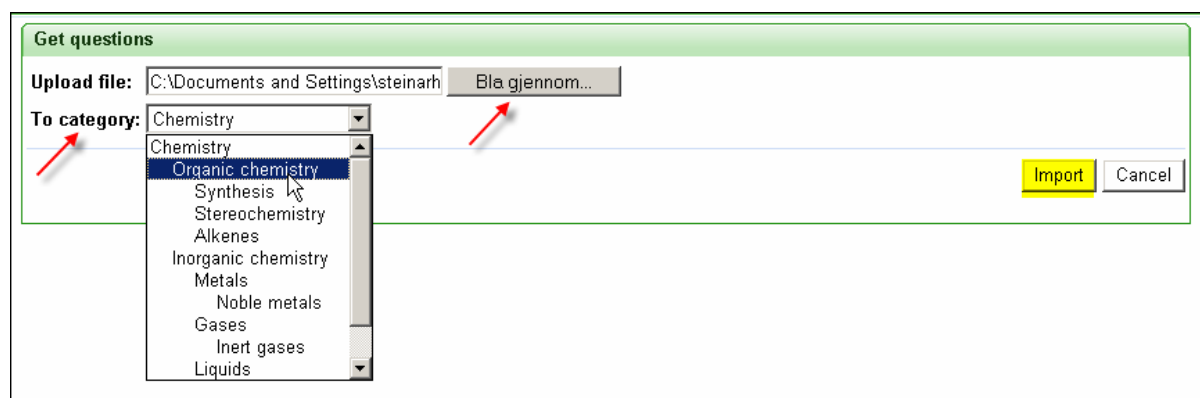 Get questions
Upload file: C:\Documents and Settings\steinarh Bla gjennom...
To category: Chemistry
Chemistry
Organic chemistry
Synthesis
Stereochemistry
Alkenes
Inorganic chemistry
Metals
Noble metals
Gases
Inert gases
Liquids
Import Cancel